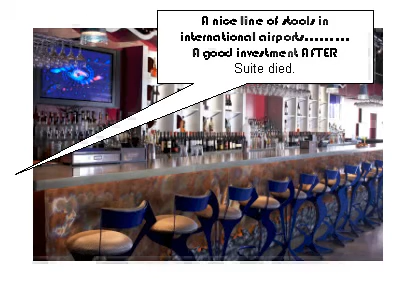 A nice line of stools in
international airports.........
A good investment AFTER
Suite died.